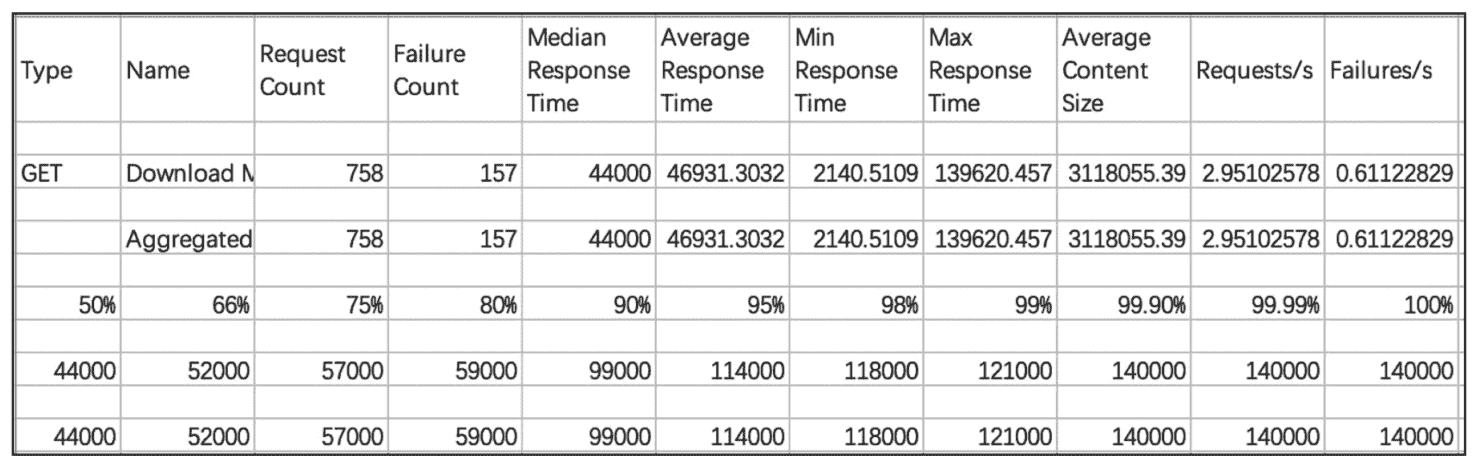 Type Name Request Count Failure Count Median Response Time Average Response Time Min Response Time Max Response Time Average Content Size Requests/s Failures/s
GET Download M 758 157 44000 46931.3032 2140.5109 139620.457 3118055.39 2.95102578 0.61122829
Aggregated 758 157 44000 46931.3032 2140.5109 139620.457 3118055.39 2.95102578 0.61122829
50% 66% 75% 80% 90% 95% 98% 99% 99.90% 99.99% 100%
44000 52000 57000 59000 99000 114000 118000 121000 140000 140000 140000
44000 52000 57000 59000 99000 114000 118000 121000 140000 140000 140000